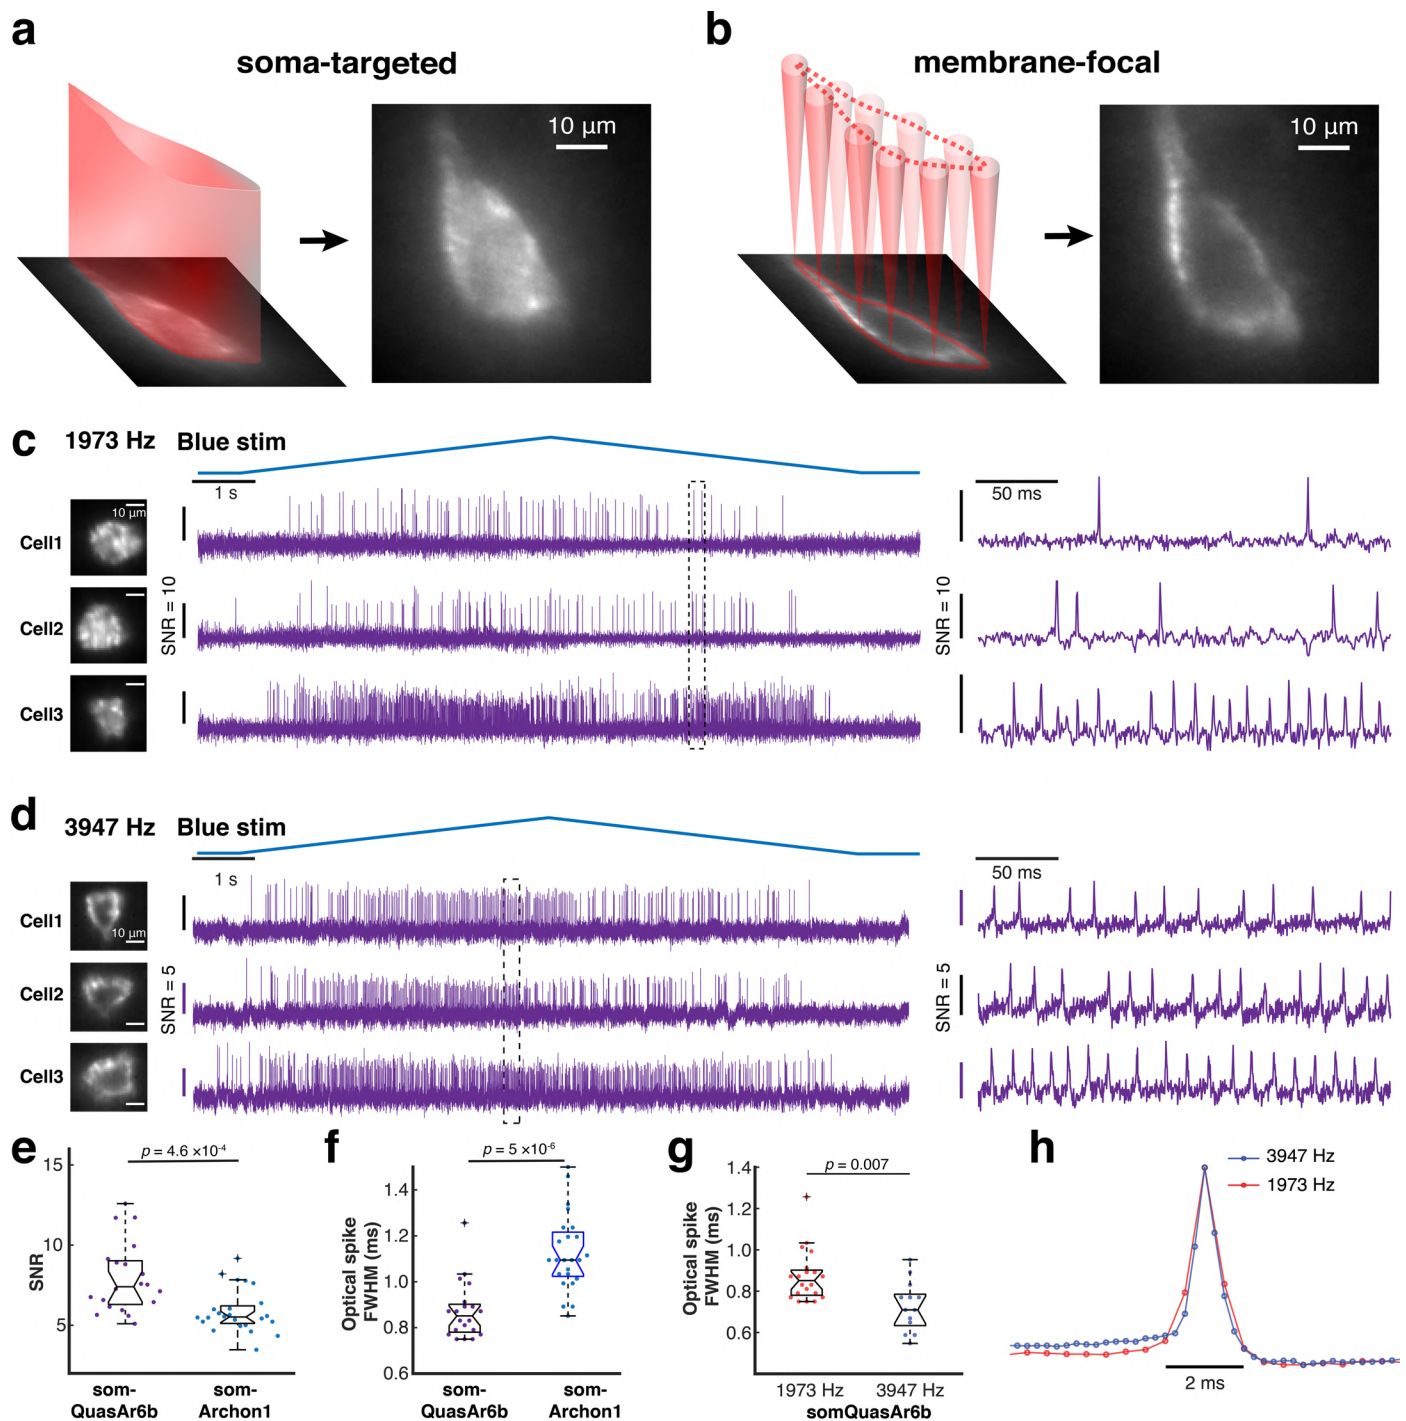 a
soma-targeted
10 µm
b
membrane-focal
10 µm
c
1973 Hz
Blue stim
1 s
50 ms
10 µm
Cell1
Cell2
Cell3
SNR = 10
SNR = 10
d
3947 Hz
Blue stim
1 s
50 ms
Cell1
10 µm
Cell2
Cell3
SNR = 5
SNR = 5
e
p = 4.6 ×10-4
SNR
15
10
5
som-
QuasAr6b
som-
Archon1
f
p = 5 ×10-6
Optical spike
FWHM (ms)
1.4
1.2
1.0
0.8
0.6
som-
QuasAr6b
som-
Archon1
g
p = 0.007
Optical spike
FWHM (ms)
1.4
1.0
0.8
0.6
1973 Hz
3947 Hz
somQuasAr6b
h
3947 Hz
1973 Hz
2 ms